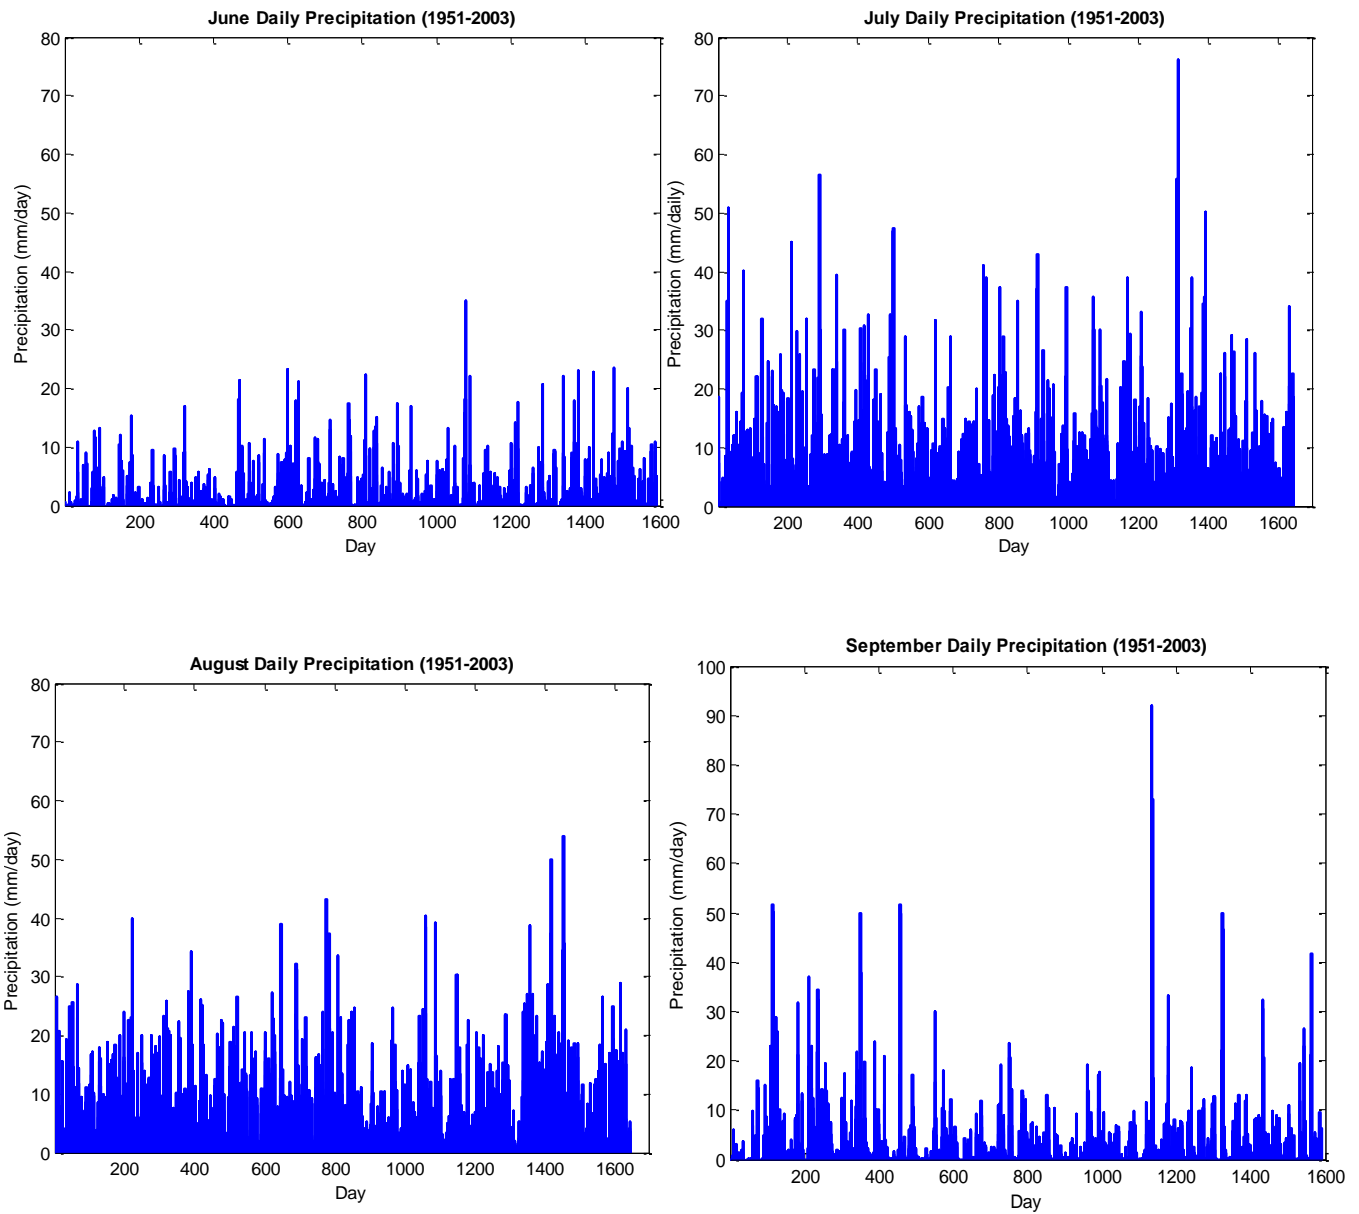 June Daily Precipitation (1951-2003)
80
70
60
50
40
30
20
10
0
Precipitation (mm/day)
200 400 600 800 1000 1200 1400 1600
Day
July Daily Precipitation (1951-2003)
80
70
60
50
40
30
20
10
0
Precipitation (mm/daily)
200 400 600 800 1000 1200 1400 1600
Day
August Daily Precipitation (1951-2003)
80
70
60
50
40
30
20
10
0
Precipitation (mm/day)
200 400 600 800 1000 1200 1400 1600
Day
September Daily Precipitation (1951-2003)
100
90
80
70
60
50
40
30
20
10
0
Precipitation (mm/day)
200 400 600 800 1000 1200 1400 1600
Day